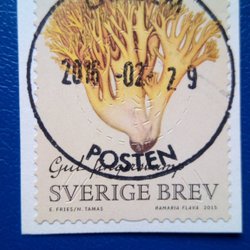 2016 -02- 29
Gul fingersvamp
POSTEN
SVERIGE BREV
E. FRIES/N. TAMAS
RAMARIA FLAVA 2015